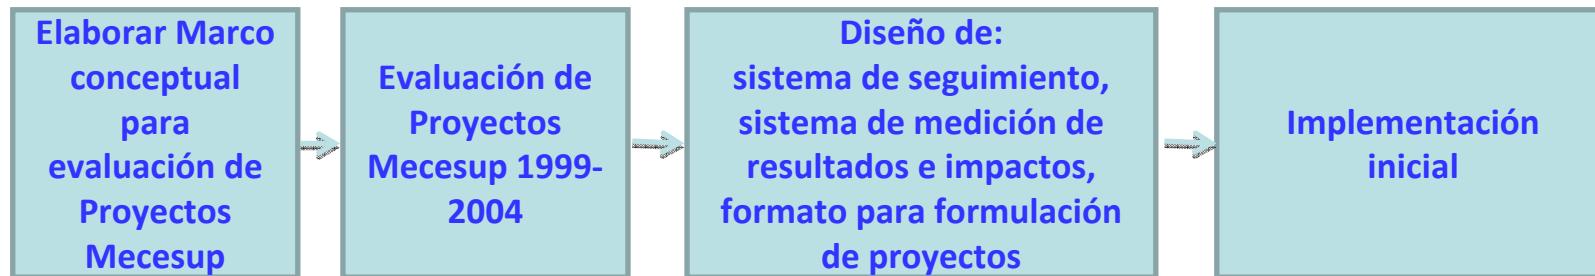 Elaborar Marco
conceptual
para
evaluación de
Proyectos
Mecesup
Evaluación de
Proyectos
Mecesup 1999-
2004
Diseño de:
sistema de seguimiento,
sistema de medición de
resultados e impactos,
formato para formulación
de proyectos
Implementación
inicial